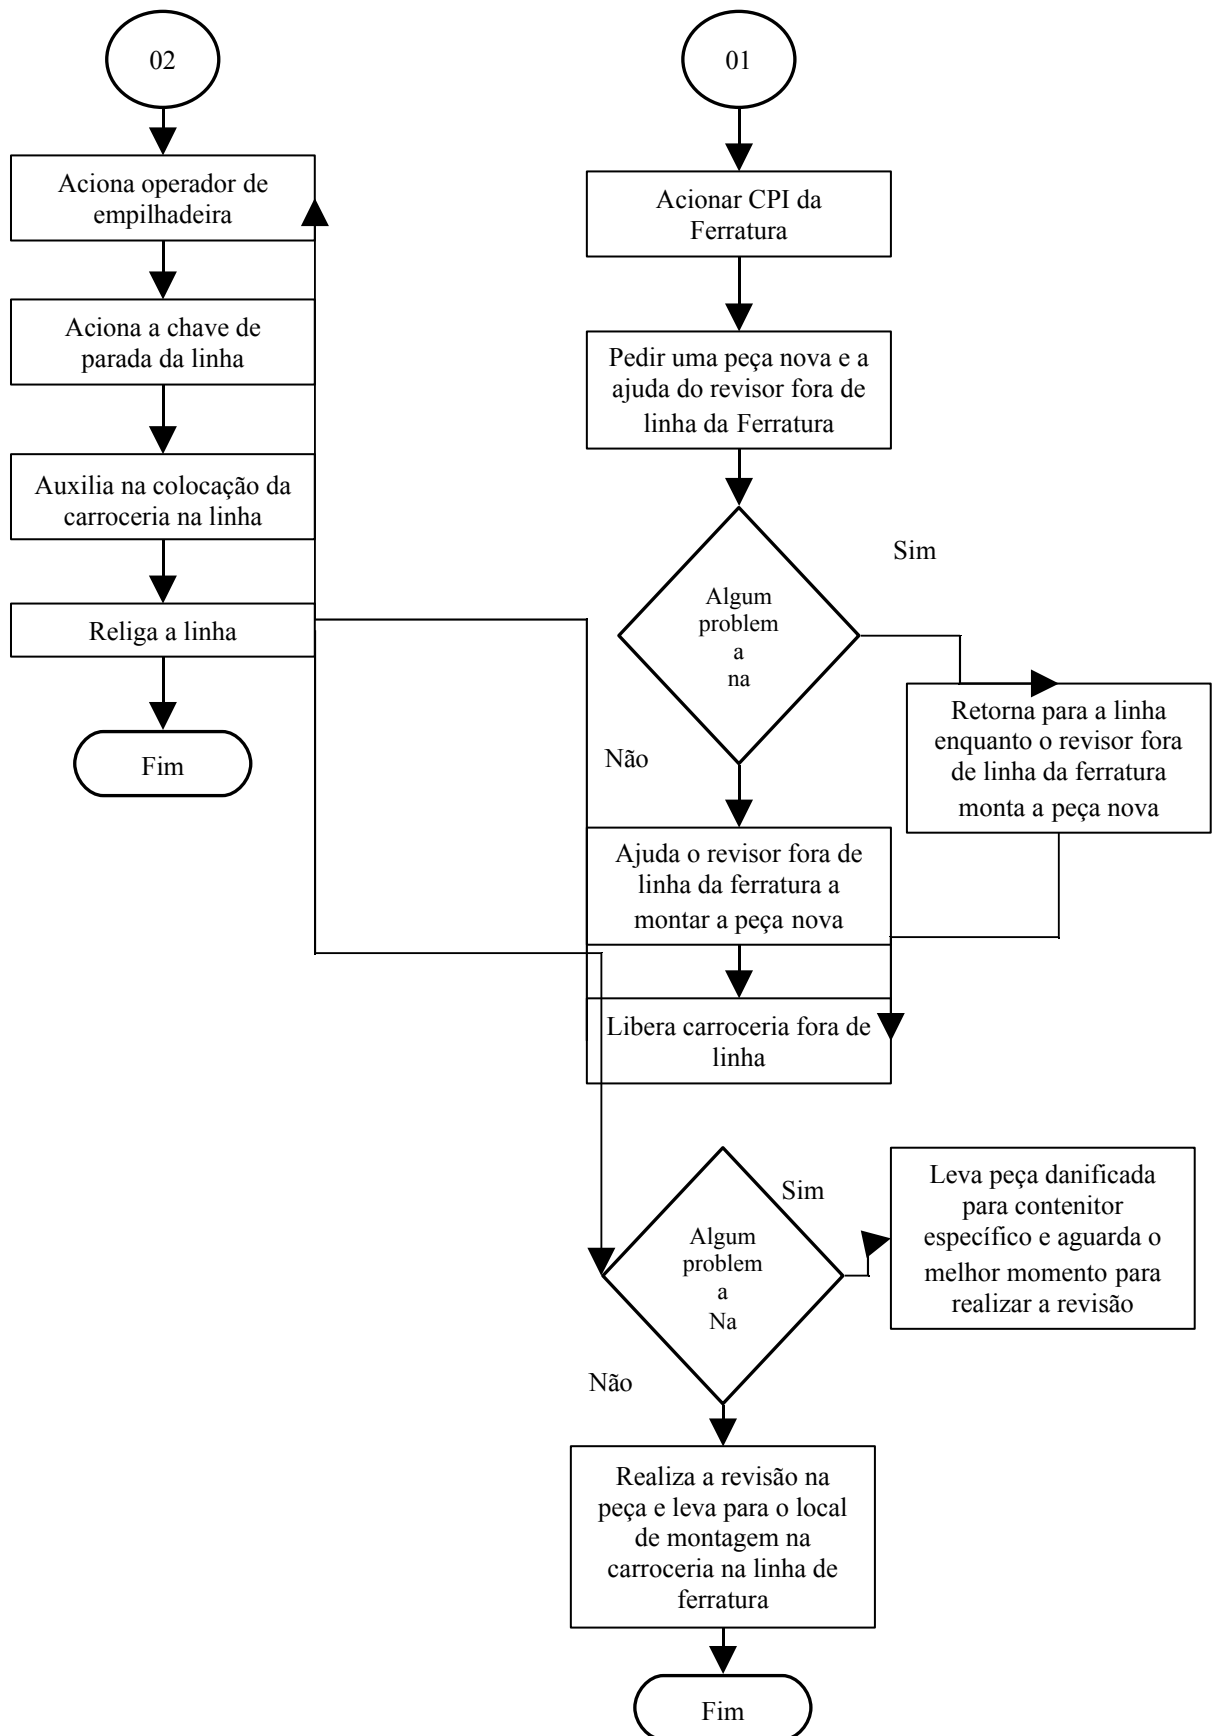 02
Aciona operador de
empilhadeira
Aciona a chave de
parada da linha
Auxilia na colocação da
carroceria na linha
Religa a linha
Fim
01
Acionar CPI da
Ferratura
Pedir uma peça nova e a
ajuda do revisor fora de
linha da Ferratura
Algum
problem
a
na
Sim
Retorna para a linha
enquanto o revisor fora
de linha da ferratura
monta a peça nova
Não
Ajuda o revisor fora de
linha da ferratura a
montar a peça nova
Libera carroceria fora de
linha
Algum
problem
a
Na
Sim
Leva peça danificada
para contenitor
específico e aguarda o
melhor momento para
realizar a revisão
Não
Realiza a revisão na
peça e leva para o local
de montagem na
carroceria na linha de
ferratura
Fim